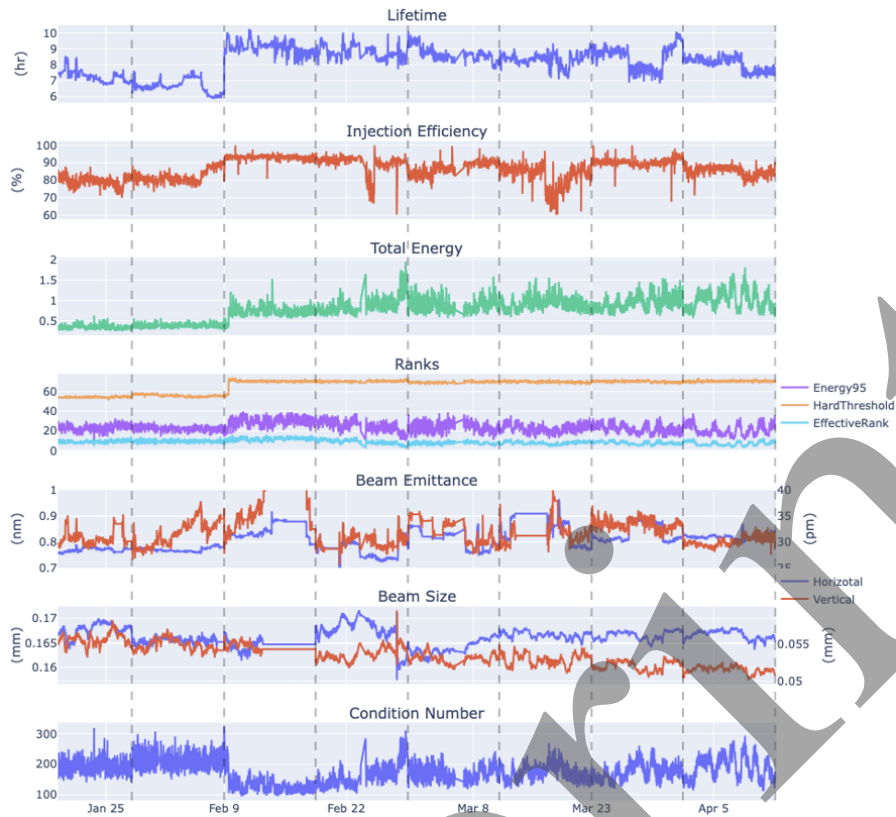 Lifetime
10
9
(hr)
8
7
6
Injection Efficiency
100
90
(%)
80
70
60
Total Energy
2
1.5
1
0.5
Ranks
60
40
20
0
Energy95
HardThreshold
EffectiveRank
Beam Emittance
1 40
0.9 35
(nm) (pm)
0.8 30
0.7 25
Horizotal
Vertical
Beam Size
0.17
(mm) 0.165 0.055 (mm)
0.16
0.05
Condition Number
300
200
100
Jan 25 Feb 9 Feb 22 Mar 8 Mar 23 Apr 5